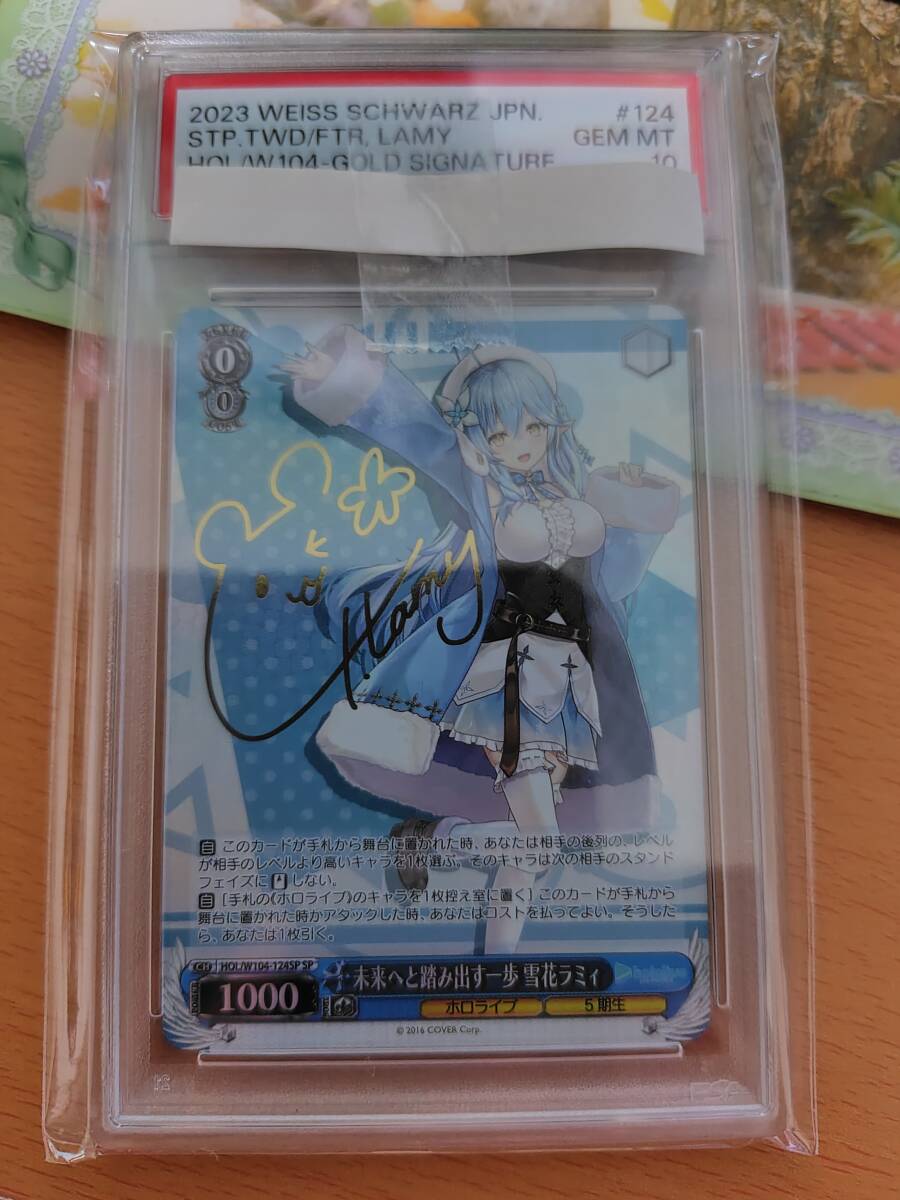 2023 WEISS SCHWARZ JPN. #124
STP.TWD/FTR, LAMY GEM MT
HOL/W104-GOLD SIGNATURE 10
LEVEL
0
0
COST
Lamy
自 このカードが手札から舞台に置かれた時、あなたは相手の後列の、レベル
が相手のレベルより高いキャラを1枚選ぶ。そのキャラは次の相手のスタンド
フェイズに しない。
自 [手札の《ホロライブ》のキャラを1枚控え室に置く] このカードが手札から
舞台に置かれた時かアタックした時、あなたはコストを払ってよい。そうした
ら、あなたは1枚引く。
CH HOL/W104-124SP SP
未来へと踏み出す一歩 雪花ラミィ
POWER 1000
ホロライブ 5期生
© 2016 COVER Corp.